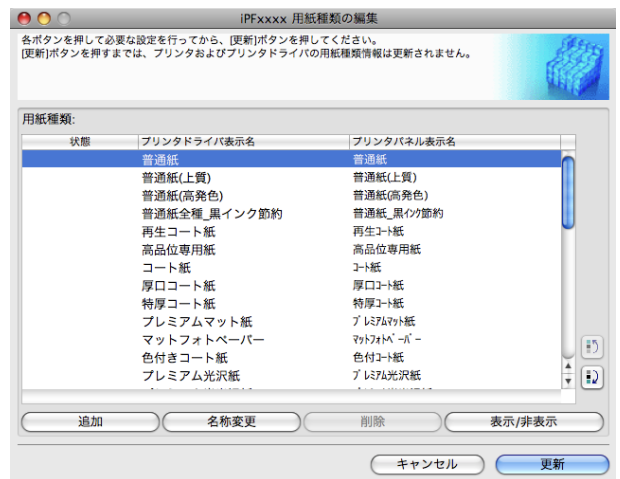 iPFxxxx 用紙種類の編集
各ボタンを押して必要な設定を行ってから、[更新]ボタンを押してください。
[更新]ボタンを押すまでは、プリンタおよびプリンタドライバの用紙種類情報は更新されません。
用紙種類:
状態 プリンタドライバ表示名 プリンタパネル表示名
普通紙 普通紙
普通紙(上質) 普通紙(上質)
普通紙(高発色) 普通紙(高発色)
普通紙全種_黒インク節約 普通紙_黒インク節約
再生コート紙 再生コート紙
高品位専用紙 高品位専用紙
コート紙 コート紙
厚口コート紙 厚口コート紙
特厚コート紙 特厚コート紙
プレミアムマット紙 プレミアムマット紙
マットフォトペーパー マットフォトペーパー
色付きコート紙 色付コート紙
プレミアム光沢紙 プレミアム光沢紙
追加 名称変更 削除 表示/非表示
キャンセル 更新